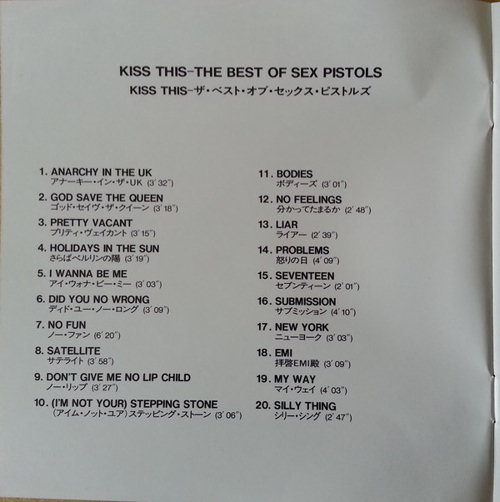 KISS THIS–THE BEST OF SEX PISTOLS
KISS THIS–ザ・ベスト・オブ・セックス・ピストルズ
1. ANARCHY IN THE UK
アナーキー・イン・ザ・UK (3′32″)
2. GOD SAVE THE QUEEN
ゴッド・セイヴ・ザ・クイーン (3′18″)
3. PRETTY VACANT
プリティ・ヴェイカント (3′15″)
4. HOLIDAYS IN THE SUN
さらばベルリンの陽 (3′19″)
5. I WANNA BE ME
アイ・ウォナ・ビー・ミー (3′03″)
6. DID YOU NO WRONG
ディド・ユー・ノー・ロング (3′09″)
7. NO FUN
ノー・ファン (6′20″)
8. SATELLITE
サテライト (3′58″)
9. DON'T GIVE ME NO LIP CHILD
ノー・リップ (3′27″)
10. (I'M NOT YOUR) STEPPING STONE
(アイム・ノット・ユア)ステッピング・ストーン (3′06″)
11. BODIES
ボディーズ (3′01″)
12. NO FEELINGS
分かってたまるか (2′48″)
13. LIAR
ライアー (2′39″)
14. PROBLEMS
怒りの日 (4′09″)
15. SEVENTEEN
セブンティーン (2′01″)
16. SUBMISSION
サブミッション (4′10″)
17. NEW YORK
ニューヨーク (3′03″)
18. EMI
拝啓EMI殿 (3′09″)
19. MY WAY
マイ・ウェイ (4′03″)
20. SILLY THING
シリー・シング (2′47″)